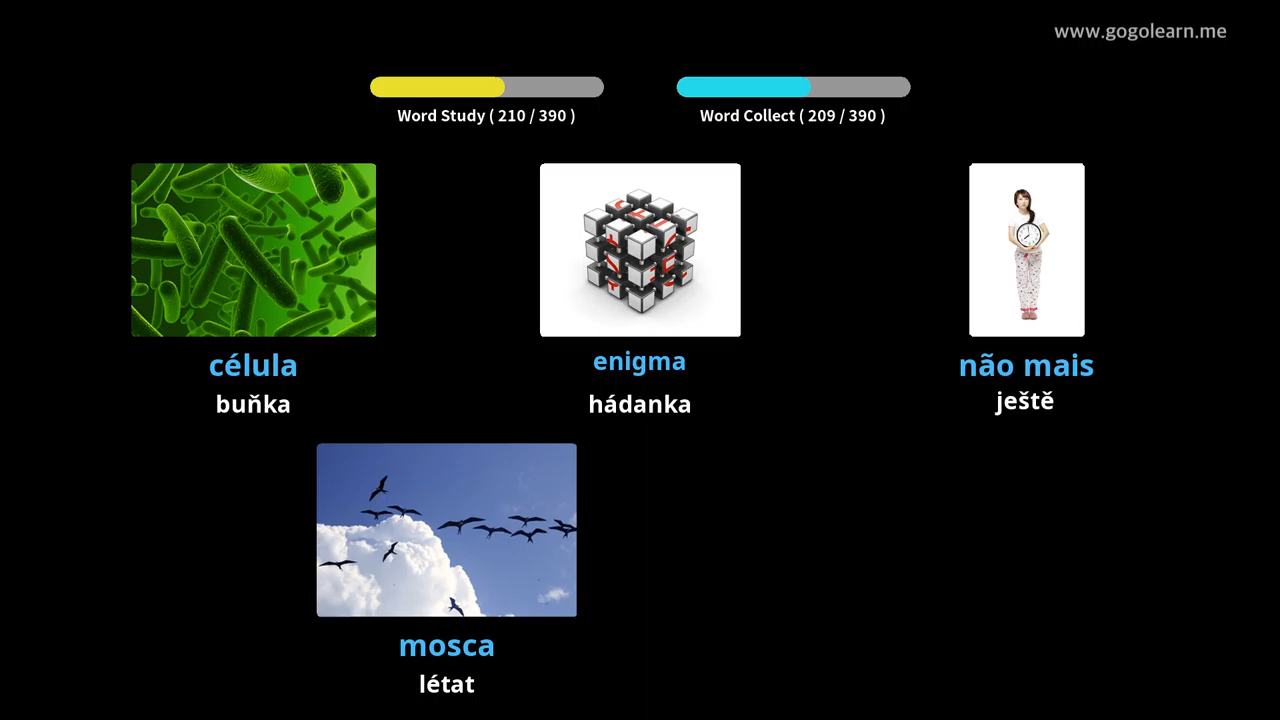 www.gogolearn.me
Word Study ( 210 / 390 )
Word Collect ( 209 / 390 )
célula
buňka
enigma
hádanka
não mais
ještě
mosca
létat